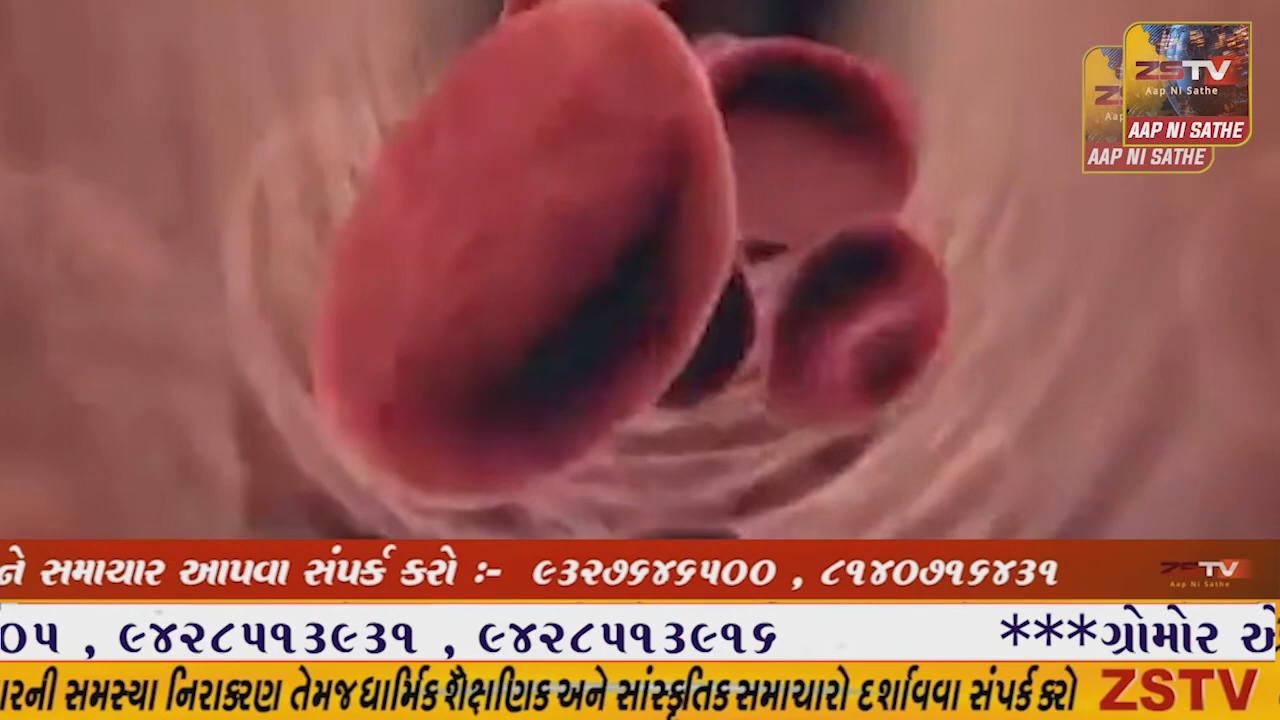 ZSTV
Aap Ni Sathe
AAP NI SATHE
AAP NI SATHE
ને સમાચાર આપવા સંપર્ક કરો :- ૯૩૨૭૬૪૬૫૦૦ , ૮૧૪૦૭૧૬૪૩૧
ZSTV
Aap Ni Sathe
૦૫ , ૯૪૨૮૫૧૩૯૩૧ , ૯૪૨૮૫૧૩૯૧૬ ***ગ્રોમોર
રની સમસ્યા નિરાકરણ તેમજ ધાર્મિક શૈક્ષણિક અને સાંસ્કૃતિક સમાચારો દર્શાવવા સંપર્ક કરો ZSTV